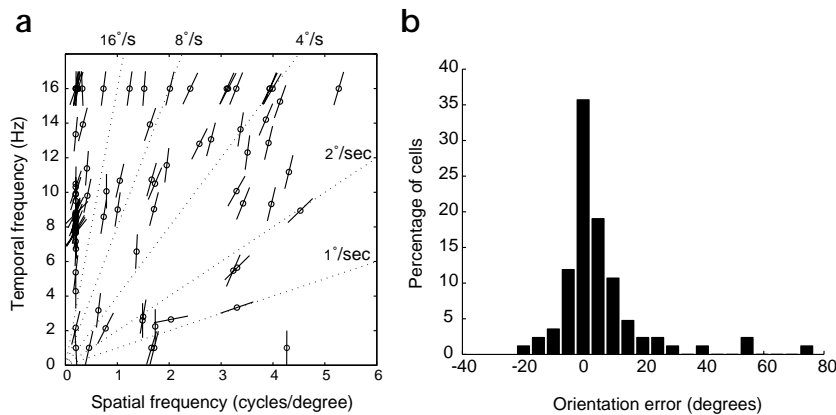 a
16°/s 8°/s 4°/s
2°/sec
1°/sec
Temporal frequency (Hz)
16
14
12
10
8
6
4
2
0
0 1 2 3 4 5 6
Spatial frequency (cycles/degree)
b
Percentage of cells
40
35
30
25
20
15
10
5
0
-40 -20 0 20 40 60 80
Orientation error (degrees)